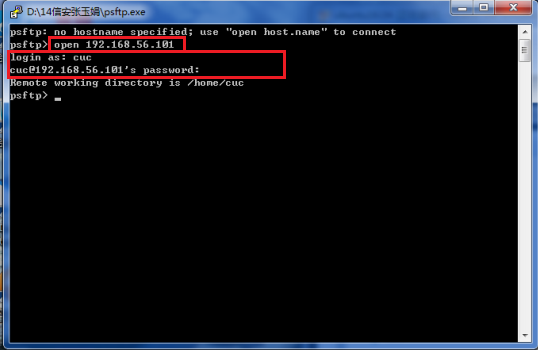 D:\14信安张玉娟\psftp.exe
psftp: no hostname specified; use "open host.name" to connect
psftp> open 192.168.56.101
login as: cuc
cuc@192.168.56.101's password:
Remote working directory is /home/cuc
psftp>